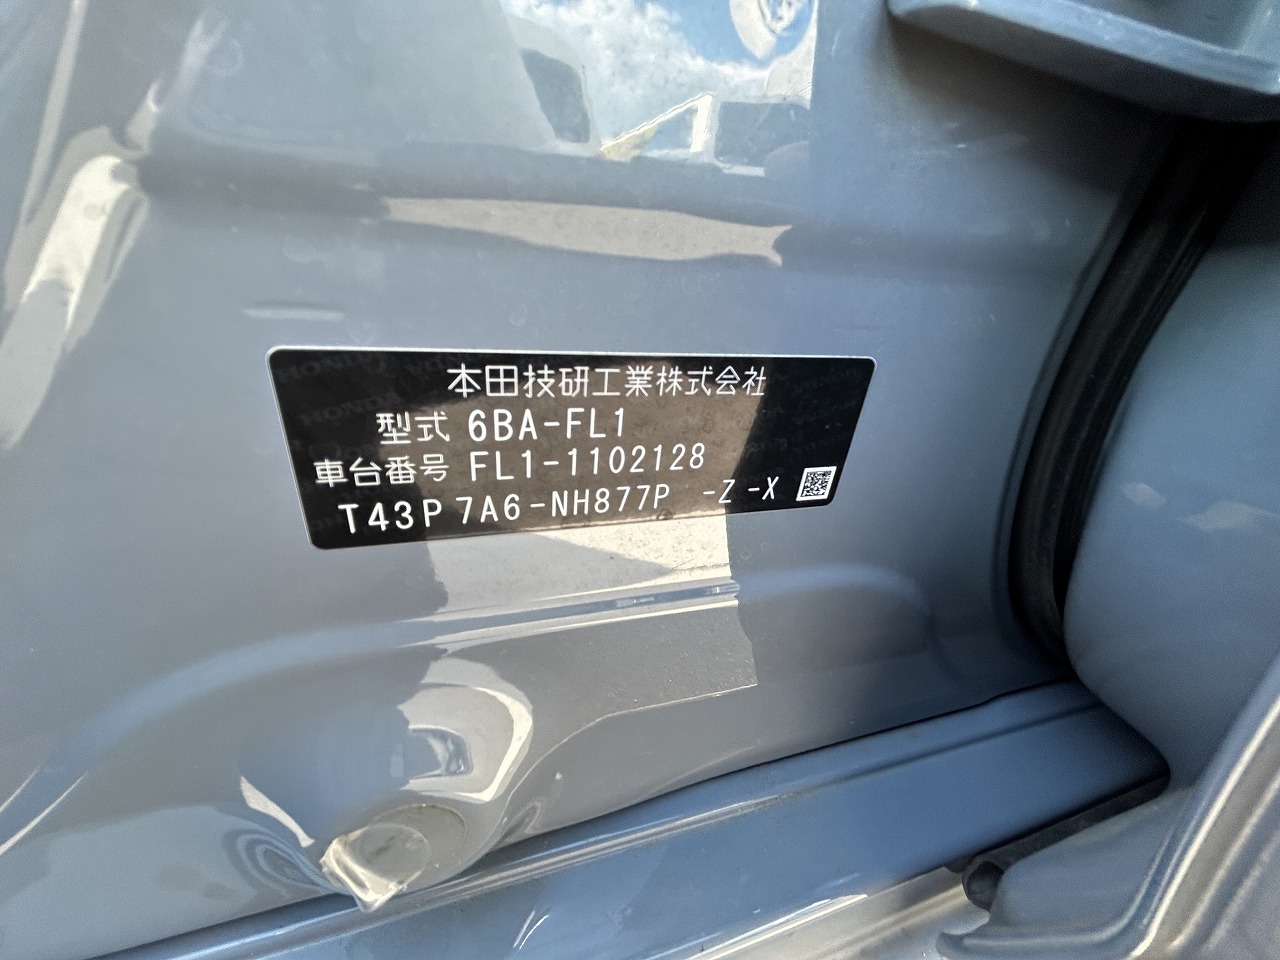 本田技研工業株式会社
型式 6BA-FL1
車台番号 FL1-1102128
T43P 7A6-NH877P -Z -X